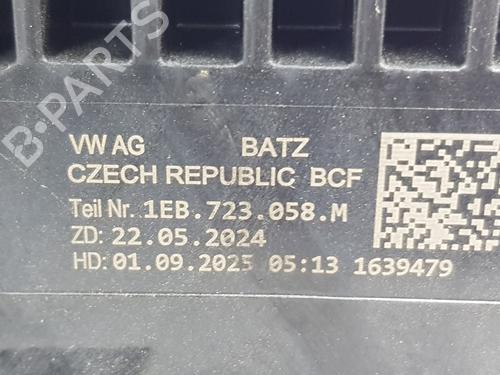 B-PARTS
VW AG BATZ
CZECH REPUBLIC BCF
Teil Nr. 1EB.723.058.M
ZD: 22.05.2024
HD: 01.09.2025 05:13 1639479